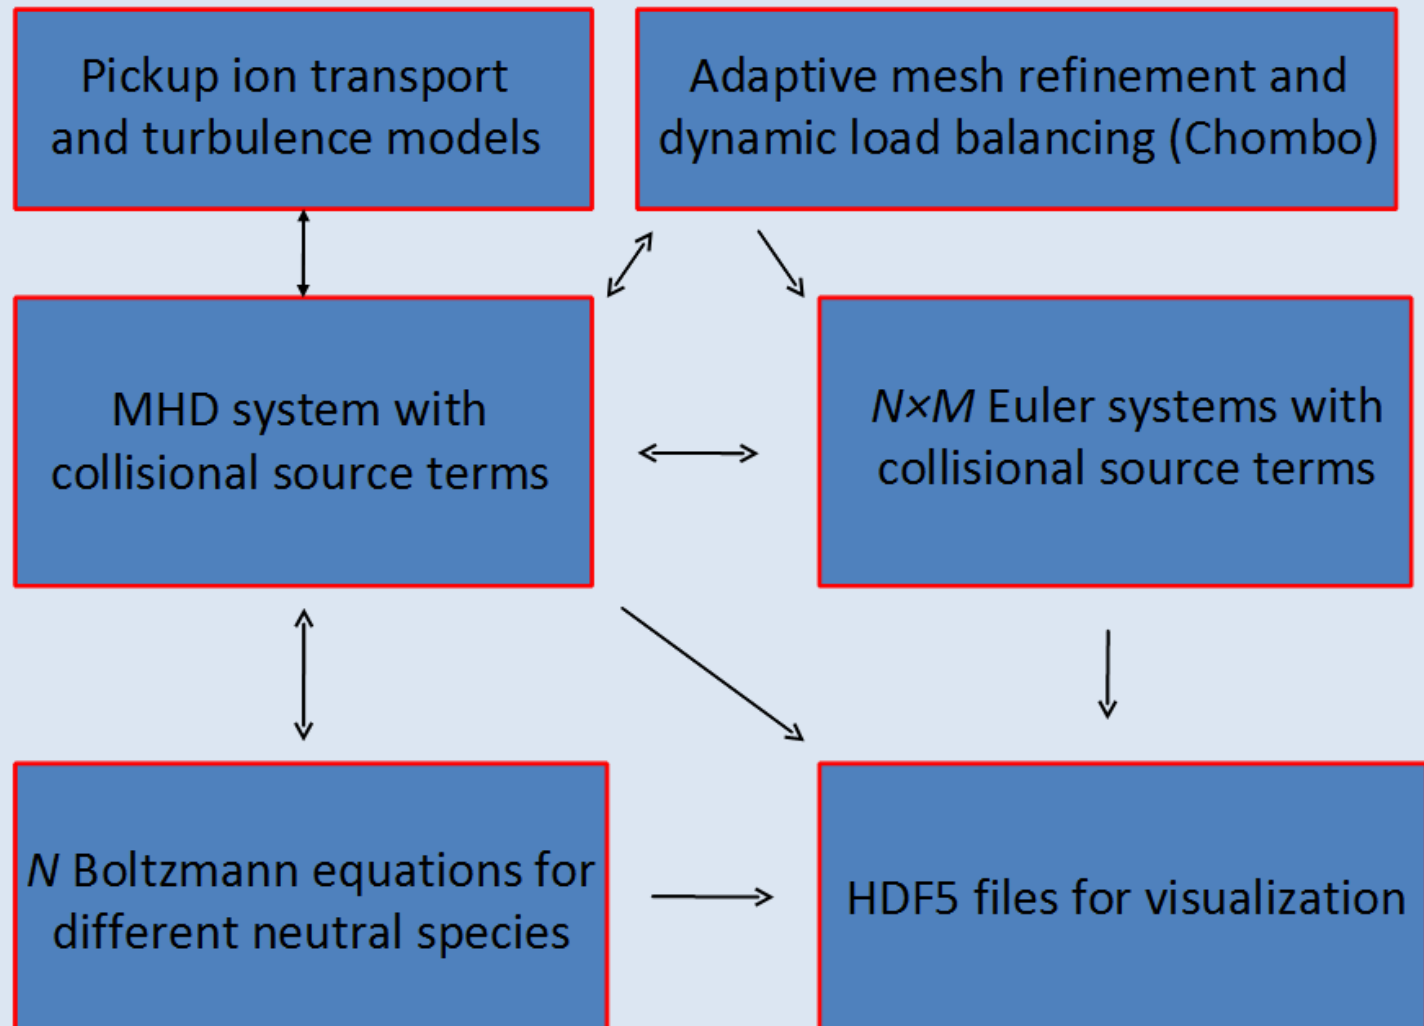 Pickup ion transport
and turbulence models
Adaptive mesh refinement and
dynamic load balancing (Chombo)
MHD system with
collisional source terms
N×M Euler systems with
collisional source terms
N Boltzmann equations for
different neutral species
HDF5 files for visualization